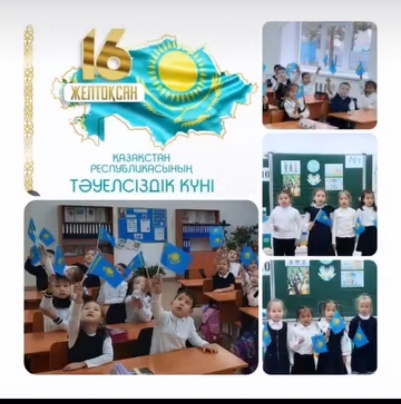 16
ЖЕЛТОҚСАН
ҚАЗАҚСТАН
РЕСПУБЛИКАСЫНЫҢ
ТӘУЕЛСІЗДІК КҮНІ